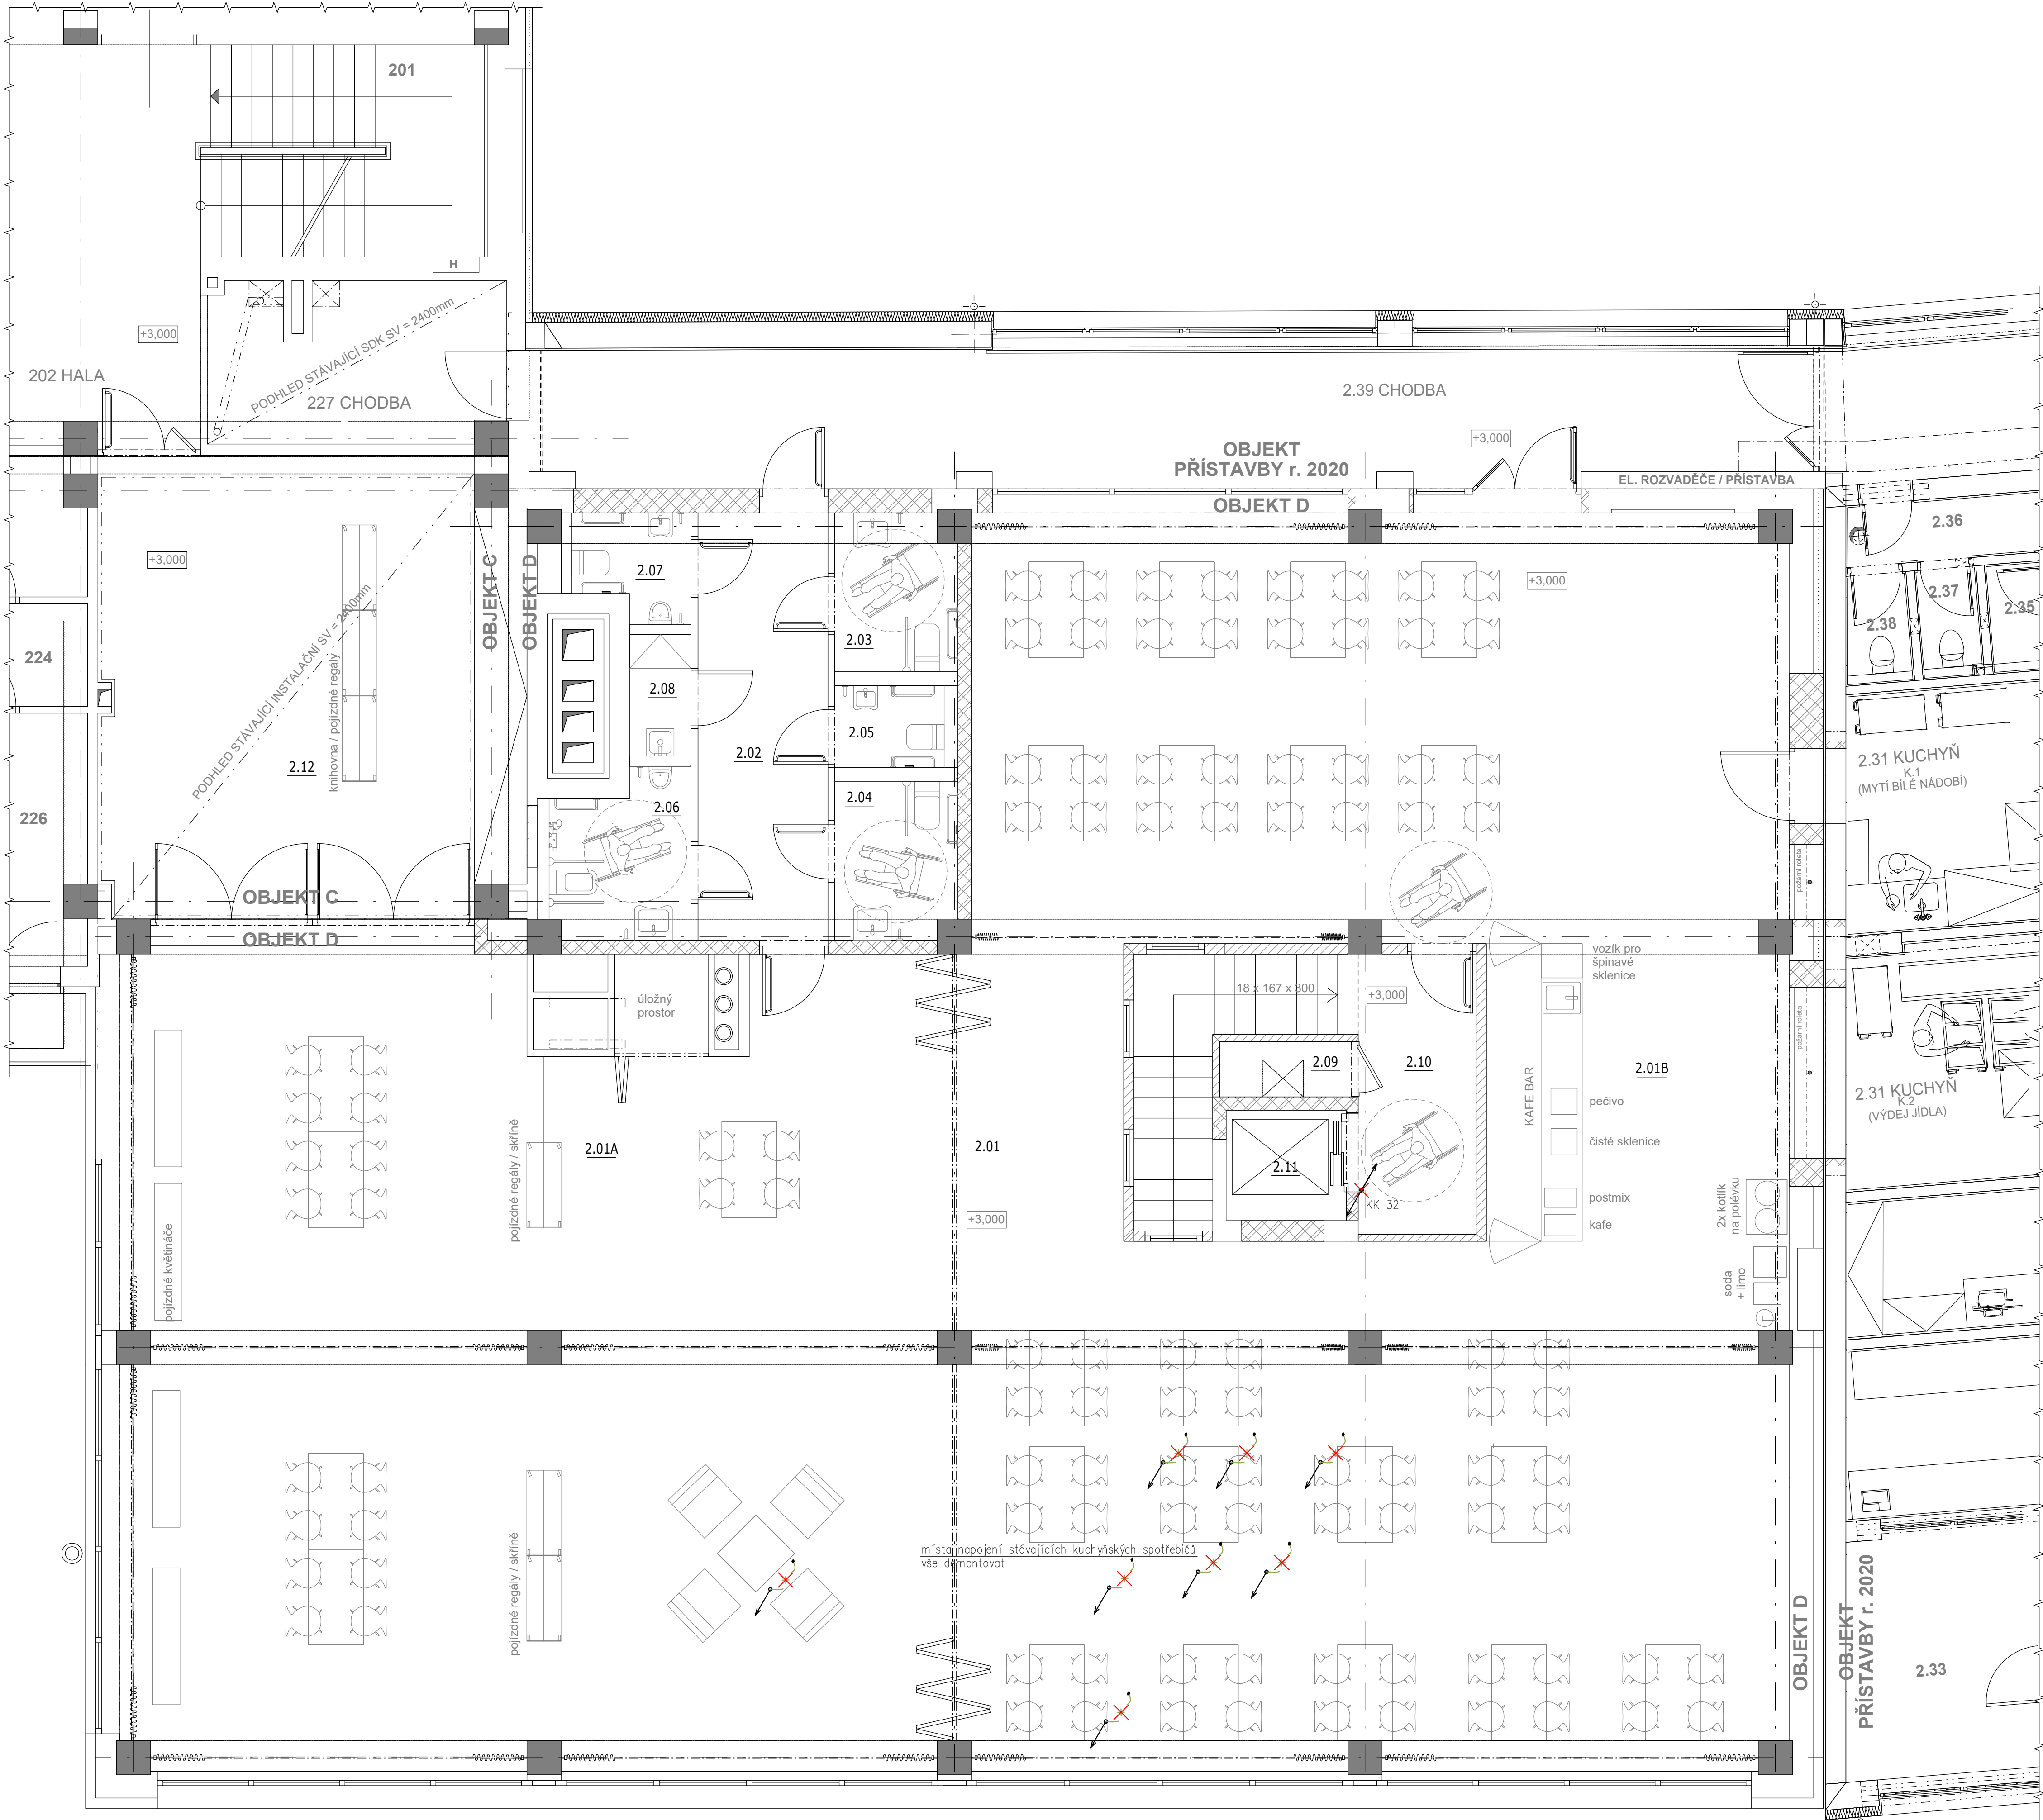 201
H
+3,000
PODHLED STÁVAJÍCÍ SDK SV = 2400mm
202 HALA
227 CHODBA
2.39 CHODBA
+3,000
OBJEKT
PŘÍSTAVBY r. 2020
OBJEKT D
EL. ROZVADĚČE / PŘÍSTAVBA
2.36
2.37
2.35
2.38
+3,000
+3,000
OBJEKT C
OBJEKT D
PODHLED STÁVAJÍCÍ INSTALAČNÍ SV = 2400mm
knihovna / pojízdné regály
2.12
224
226
2.07
2.03
2.08
2.05
2.02
2.06
2.04
2.31 KUCHYŇ
K.1
(MYTÍ BÍLÉ NÁDOBÍ)
požární roleta
OBJEKT C
OBJEKT D
úložný
prostor
18 x 167 x 300
+3,000
vozík pro
špinavé
sklenice
požární roleta
2.09
2.10
2.01B
KAFE BAR
pečivo
čisté sklenice
postmix
kafe
2.31 KUCHYŇ
K.2
(VÝDEJ JÍDLA)
2.01A
2.01
2.11
KK 32
+3,000
pojízdné regály / skříně
pojízdné květináče
2x kotlík
na polévku
soda
+ limo
místa napojení stávajících kuchyňských spotřebičů
vše demontovat
pojízdné regály / skříně
OBJEKT D
OBJEKT
PŘÍSTAVBY r. 2020
2.33